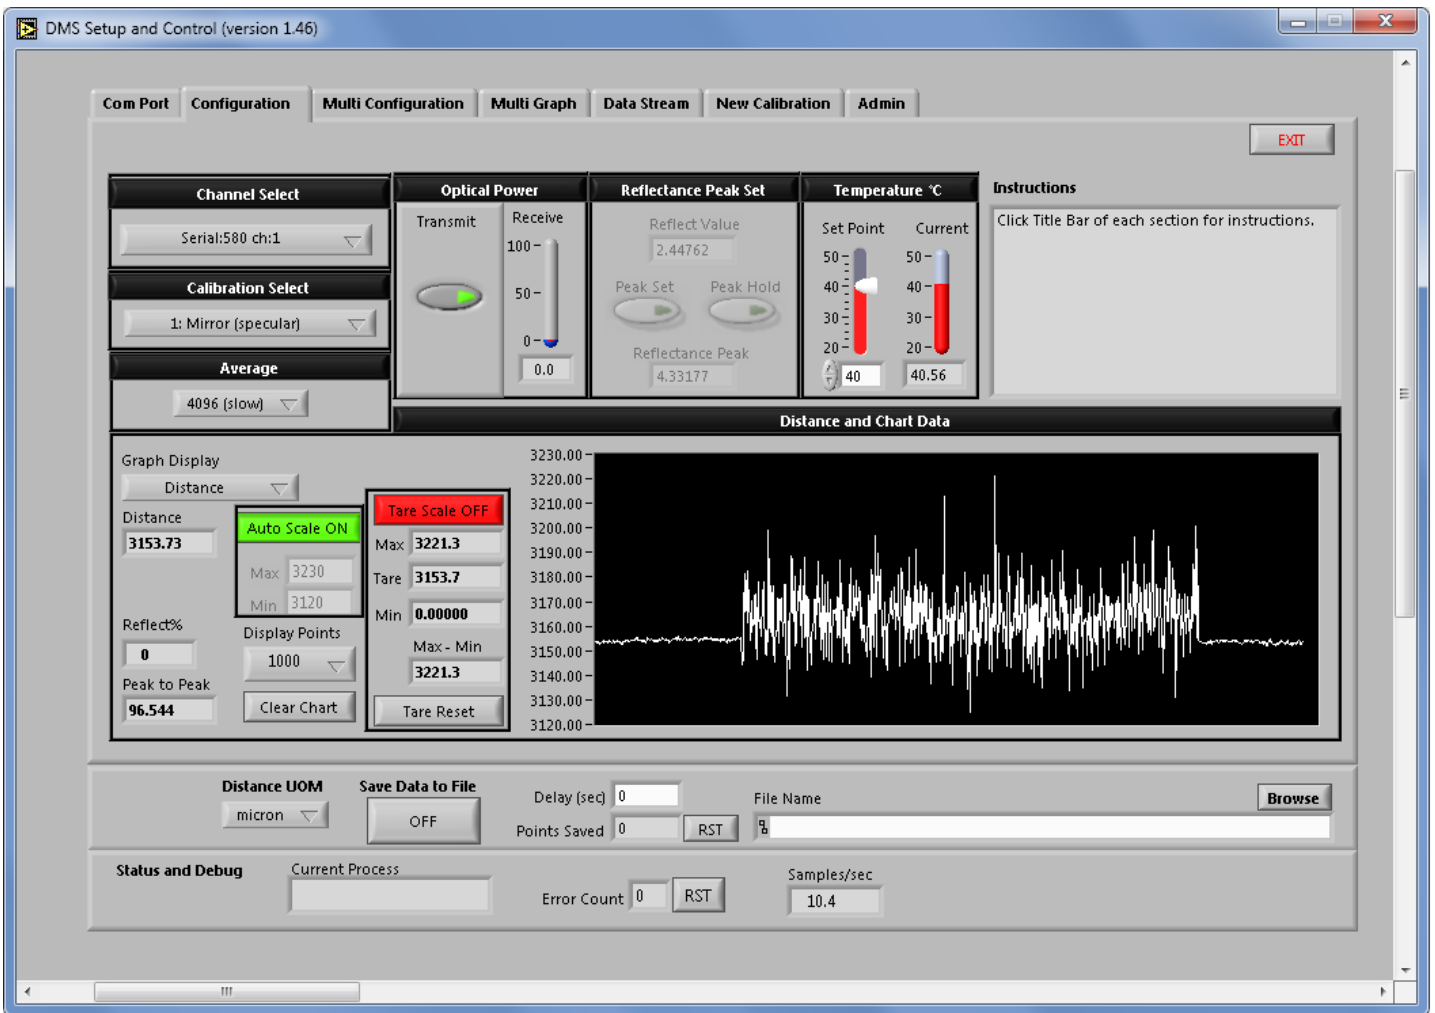 DMS Setup and Control (version 1.46)
Com Port Configuration Multi Configuration Multi Graph Data Stream New Calibration Admin
EXIT
Channel Select
Serial:580 ch:1
Calibration Select
1: Mirror (specular)
Average
4096 (slow)
Optical Power
Transmit
Receive
100
50
0
0.0
Reflectance Peak Set
Reflect Value
2.44762
Peak Set Peak Hold
Reflectance Peak
4.33177
Temperature °C
Set Point Current
50 50
40 40
30 30
20 20
40 40.56
Instructions
Click Title Bar of each section for instructions.
Distance and Chart Data
Graph Display
Distance
Distance
3153.73
Reflect%
0
Peak to Peak
96.544
Auto Scale ON
Max 3230
Min 3120
Display Points
1000
Clear Chart
Tare Scale OFF
Max 3221.3
Tare 3153.7
Min 0.00000
Max - Min
3221.3
Tare Reset
3230.00
3220.00
3210.00
3200.00
3190.00
3180.00
3170.00
3160.00
3150.00
3140.00
3130.00
3120.00
Distance UOM
micron
Save Data to File
OFF
Delay (sec) 0
Points Saved 0 RST
File Name
Browse
Status and Debug
Current Process
Error Count 0 RST
Samples/sec
10.4